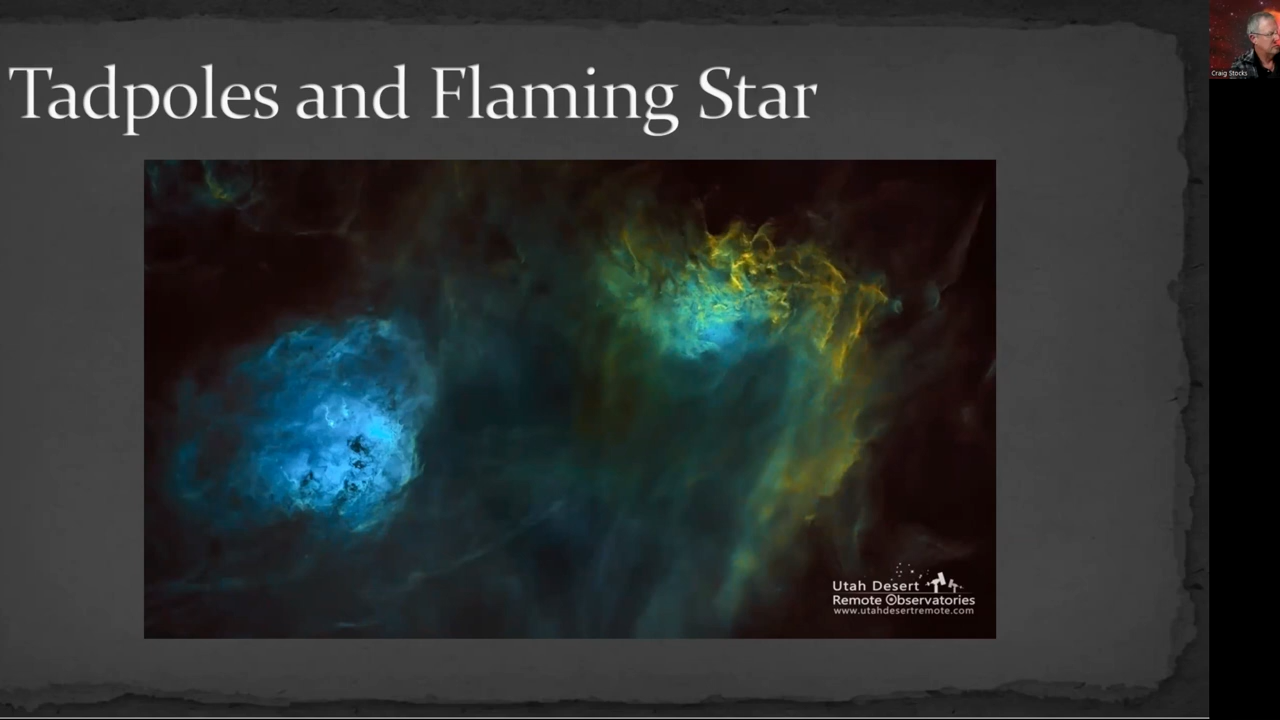 Tadpoles and Flaming Star
Craig Stocks
Utah Desert
Remote Observatories
www.utahdesertremote.com